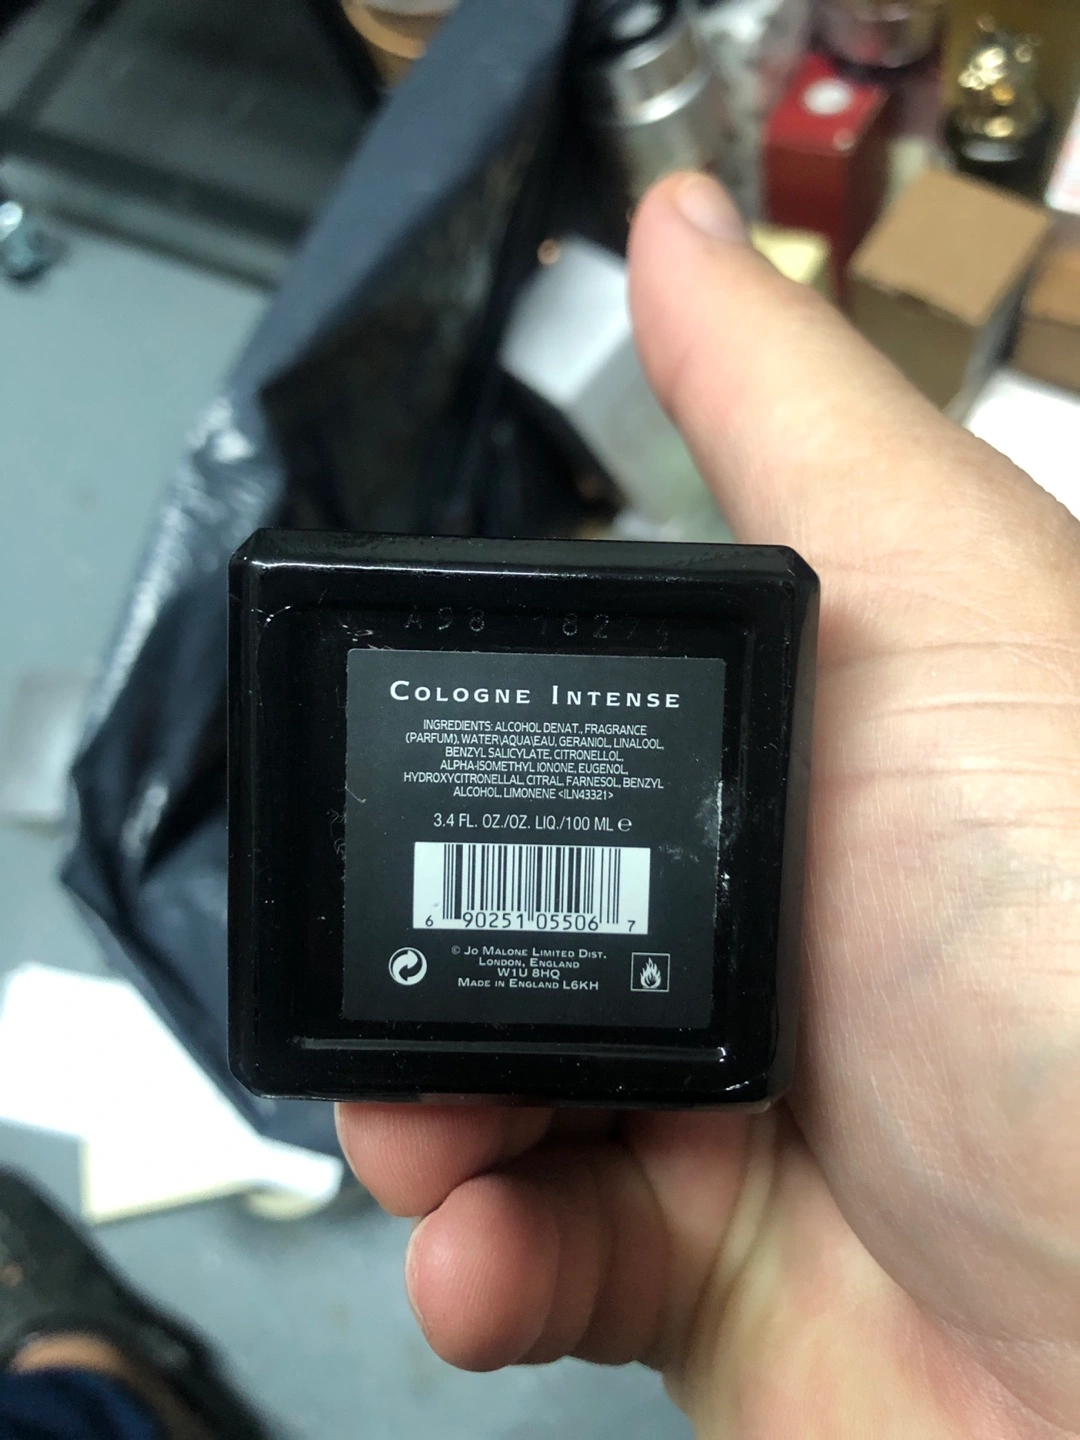 A98
COLOGNE INTENSE
INGREDIENTS: ALCOHOL DENAT., FRAGRANCE
(PARFUM), WATER\AQUA\EAU, GERANIOL, LINALOOL,
BENZYL SALICYLATE, CITRONELLOL,
ALPHA-ISOMETHYL IONONE, EUGENOL,
HYDROXYCITRONELLAL, CITRAL, FARNESOL, BENZYL
ALCOHOL, LIMONENE <ILN43321>
3.4 FL. OZ./OZ. LIQ./100 ML ℮
6 90251 05506 7
© JO MALONE LIMITED DIST.
LONDON, ENGLAND
W1U 8HQ
MADE IN ENGLAND L6KH